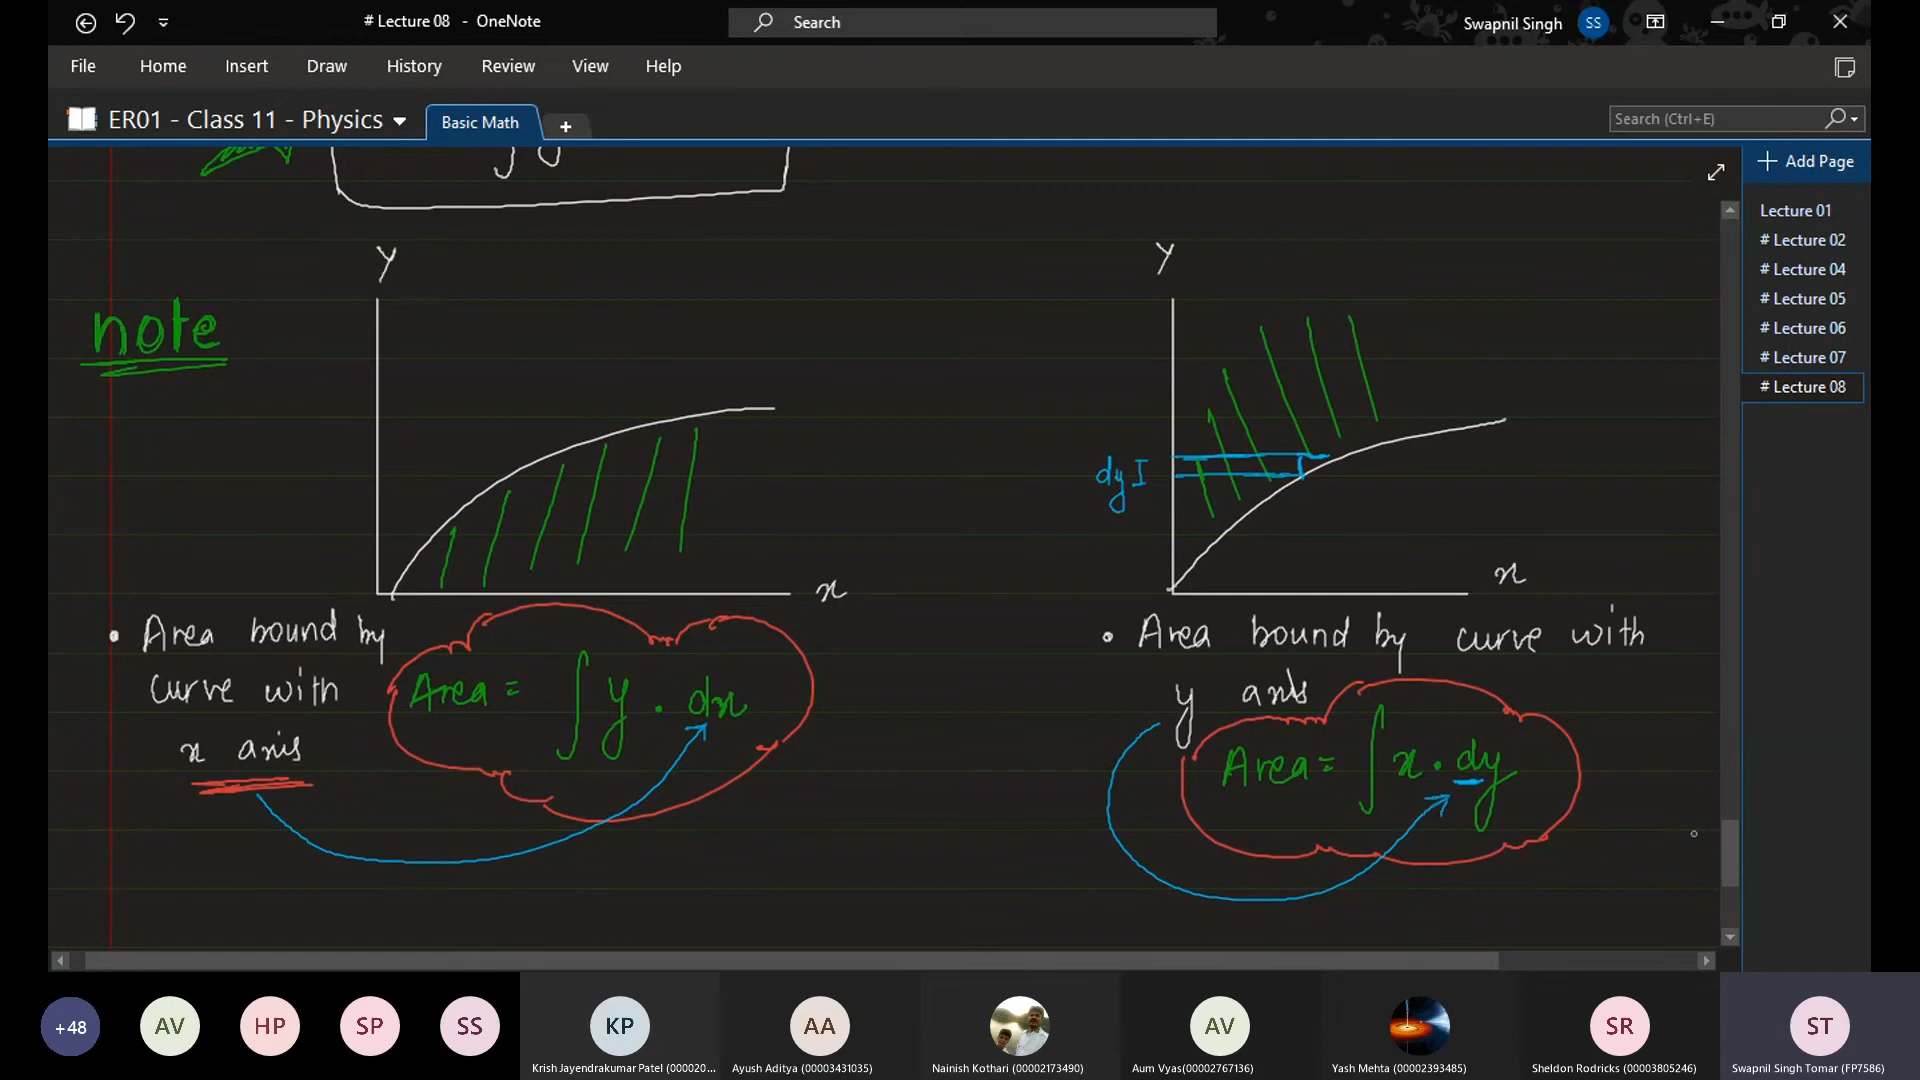 # Lecture 08 - OneNote
Search
Swapnil Singh
SS
File Home Insert Draw History Review View Help
ER01 - Class 11 - Physics
Basic Math
Search (Ctrl+E)
Add Page
Lecture 01
# Lecture 02
# Lecture 04
# Lecture 05
# Lecture 06
# Lecture 07
# Lecture 08
note
y
x
• Area bound by
curve with
x axis
Area = ∫ y . dx
y
dy
x
• Area bound by curve with
y axis
Area = ∫ x . dy
+48
AV
HP
SP
SS
KP
Krish Jayendrakumar Patel (000020...
AA
Ayush Aditya (00003431035)
Nainish Kothari (00002173490)
AV
Aum Vyas(00002767136)
Yash Mehta (00002393485)
SR
Sheldon Rodricks (00003805246)
ST
Swapnil Singh Tomar (FP7586)